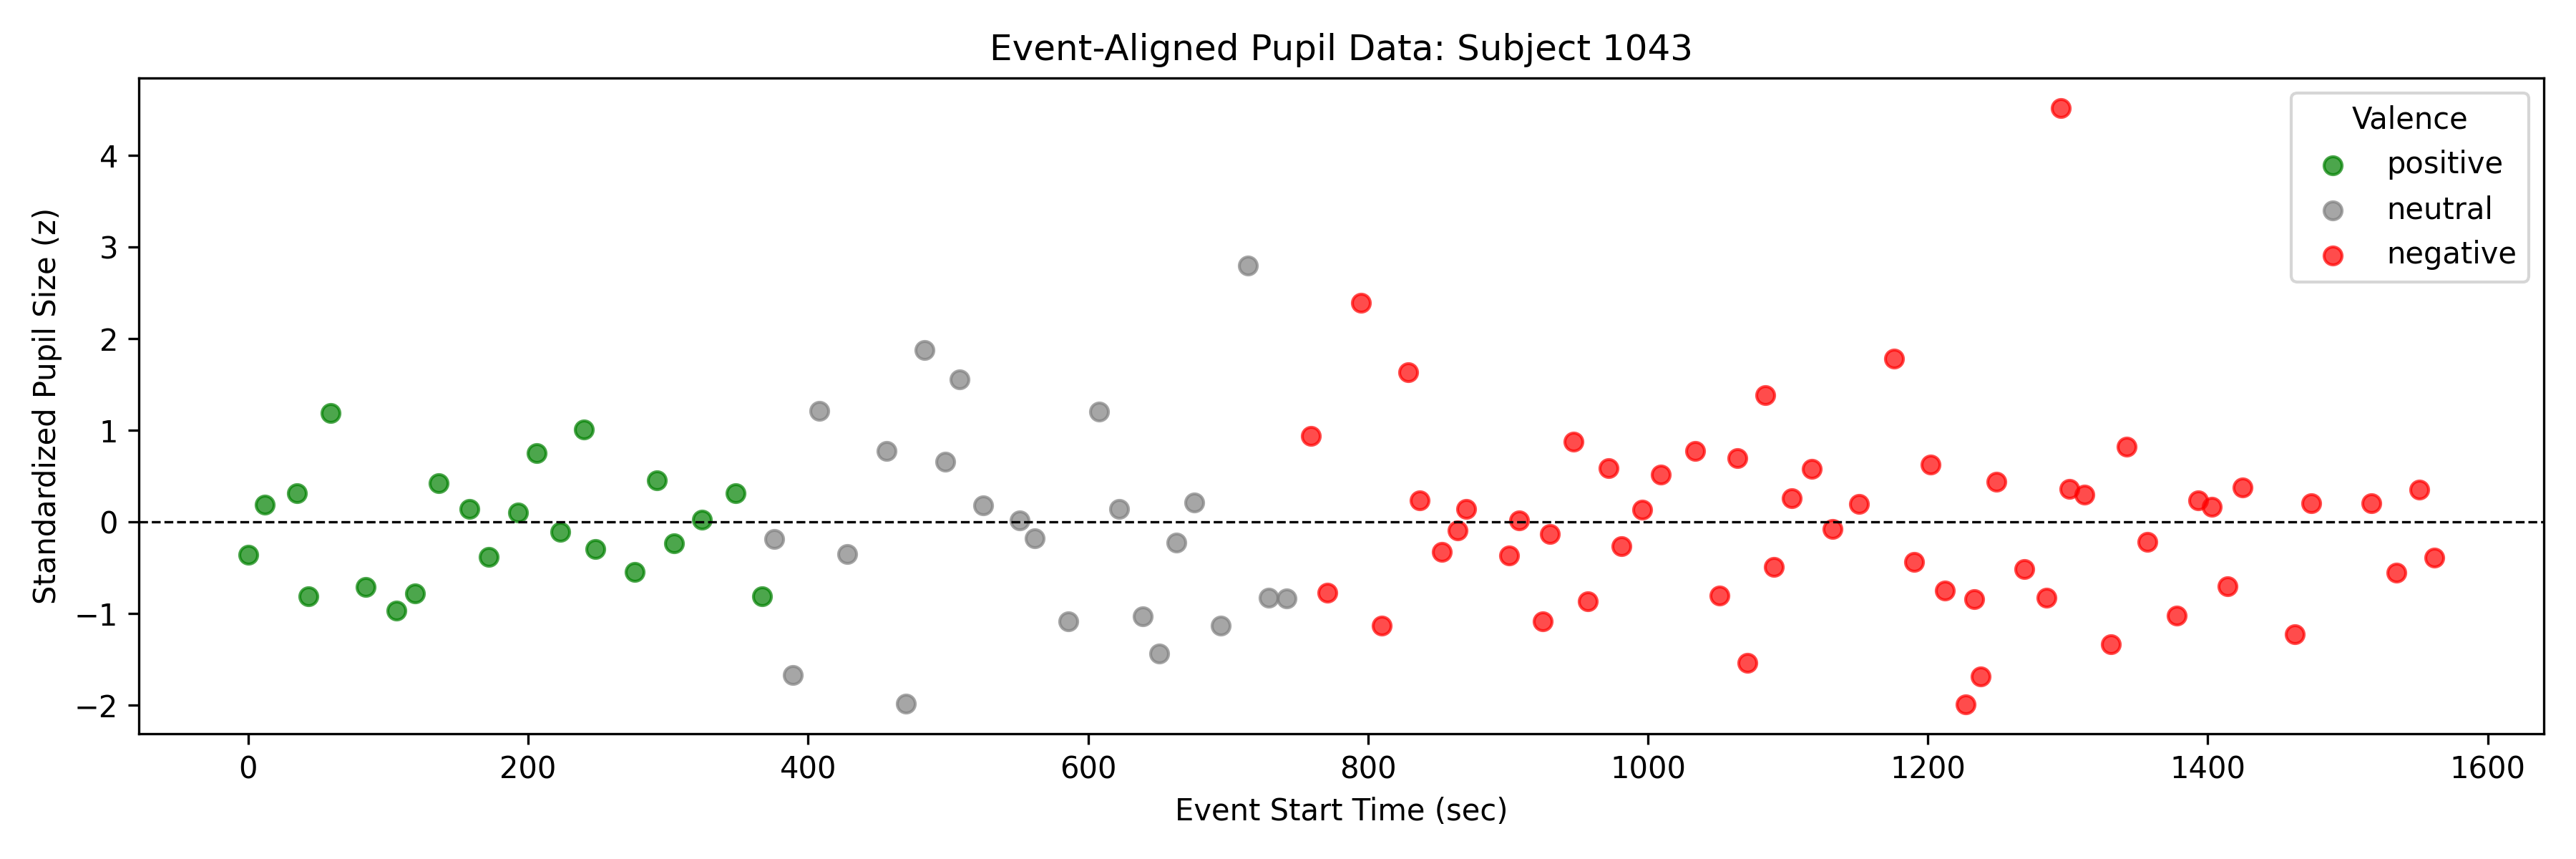 Event-Aligned Pupil Data: Subject 1043
Valence
positive
neutral
negative
Standardized Pupil Size (z)
4
3
2
1
0
−1
−2
0 200 400 600 800 1000 1200 1400 1600
Event Start Time (sec)